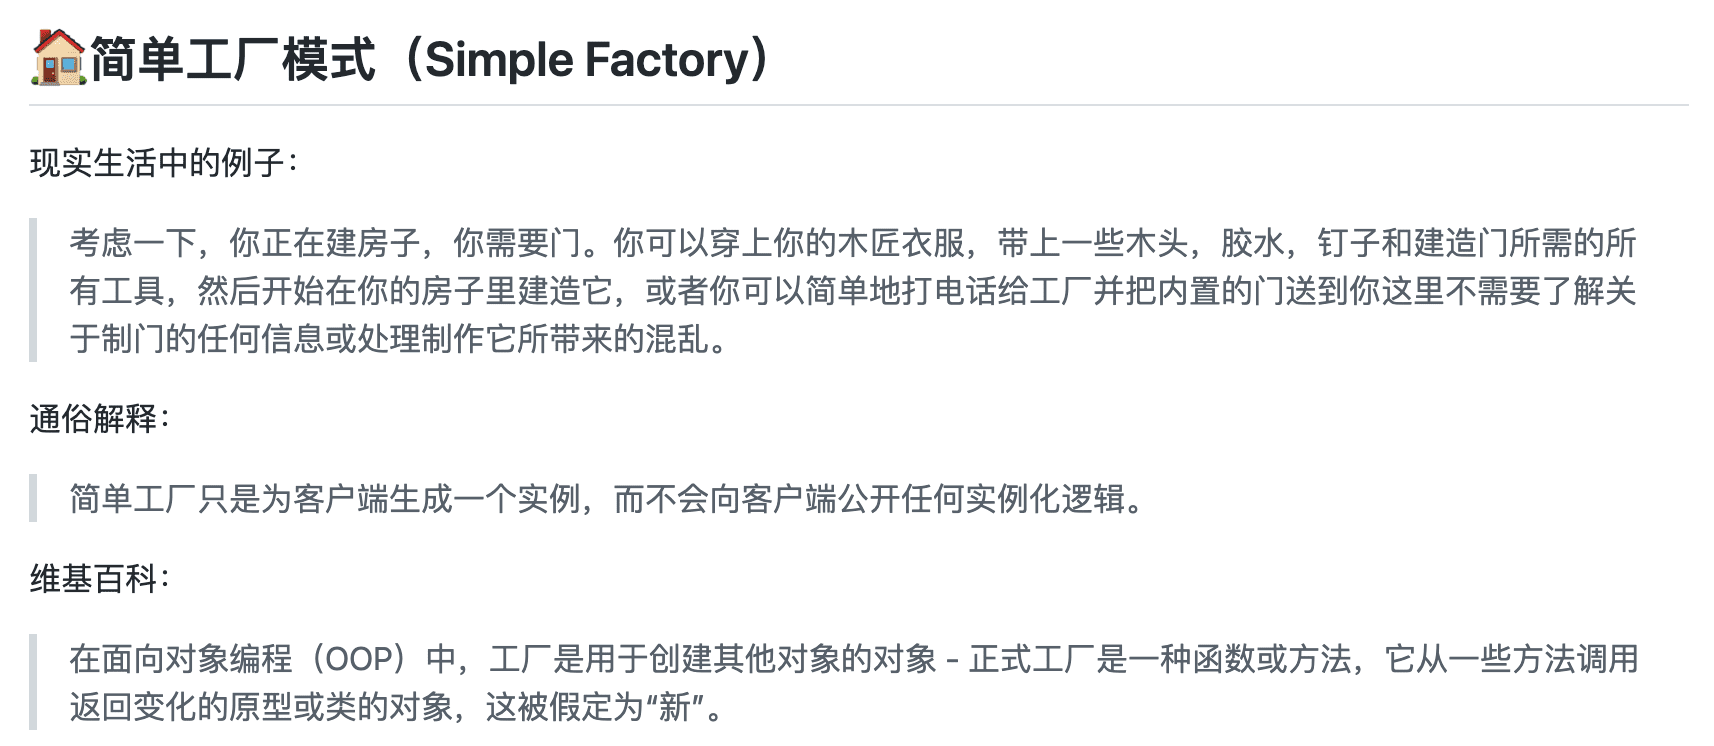 🏠简单工厂模式（Simple Factory）
现实生活中的例子：
考虑一下，你正在建房子，你需要门。你可以穿上你的木匠衣服，带上一些木头，胶水，钉子和建造门所需的所
有工具，然后开始在你的房子里建造它，或者你可以简单地打电话给工厂并把内置的门送到你这里不需要了解关
于制门的任何信息或处理制作它所带来的混乱。
通俗解释：
简单工厂只是为客户端生成一个实例，而不会向客户端公开任何实例化逻辑。
维基百科：
在面向对象编程（OOP）中，工厂是用于创建其他对象的对象 - 正式工厂是一种函数或方法，它从一些方法调用
返回变化的原型或类的对象，这被假定为“新”。